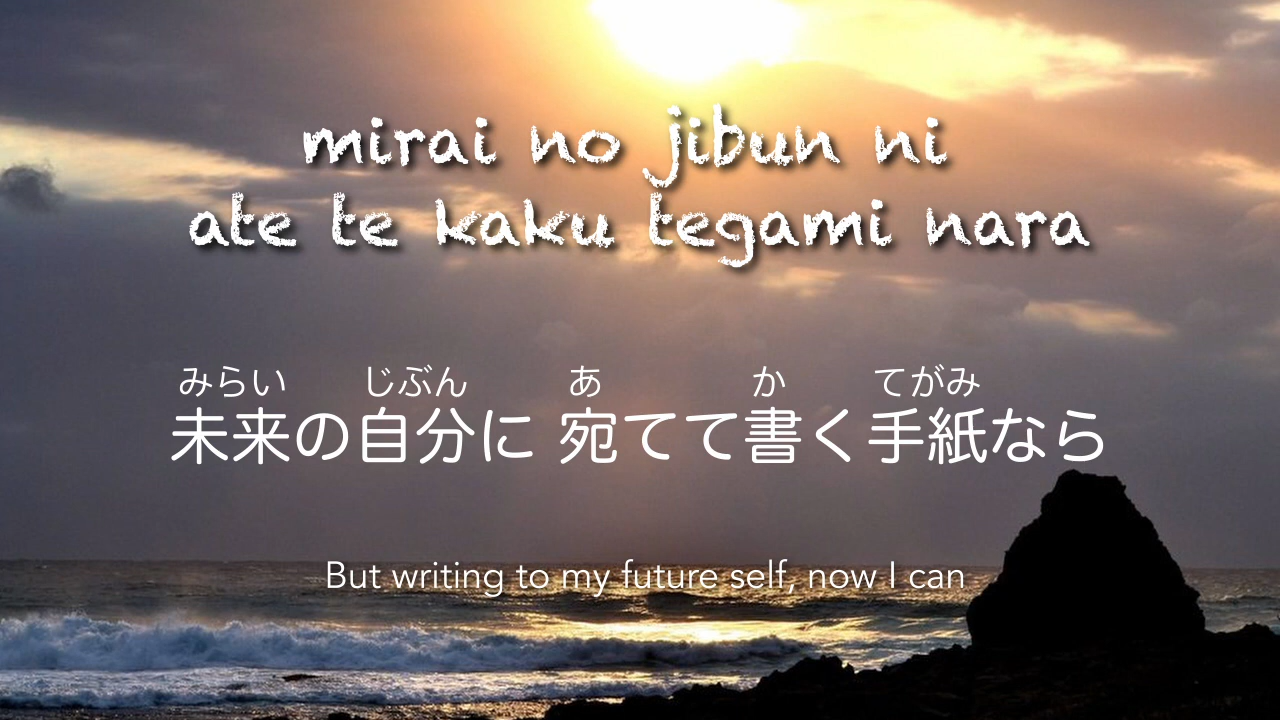 mirai no jibun ni
ate te kaku tegami nara
みらい じぶん あ か てがみ
未来の自分に 宛てて書く手紙なら
But writing to my future self, now I can